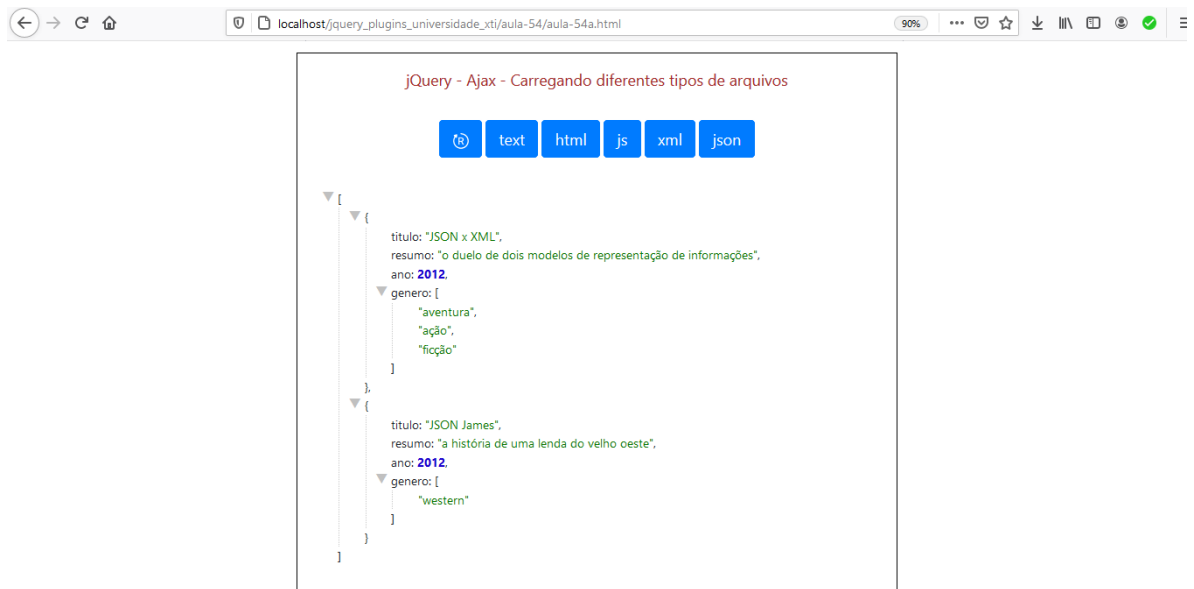 localhost/jquery_plugins_universidade_xti/aula-54/aula-54a.html 90%
jQuery - Ajax - Carregando diferentes tipos de arquivos
R text html js xml json
[
{
titulo: "JSON x XML",
resumo: "o duelo de dois modelos de representação de informações",
ano: 2012,
genero: [
"aventura",
"ação",
"ficção"
]
},
{
titulo: "JSON James",
resumo: "a história de uma lenda do velho oeste",
ano: 2012,
genero: [
"western"
]
}
]